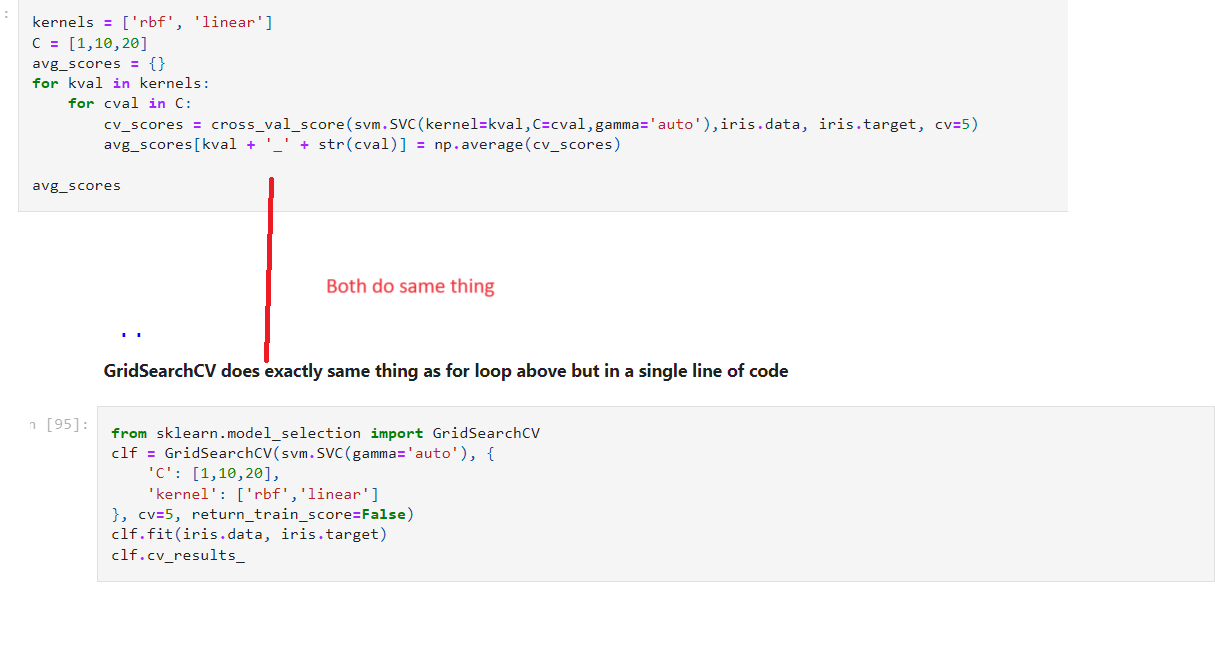 :
kernels = ['rbf', 'linear']
C = [1,10,20]
avg_scores = {}
for kval in kernels:
    for cval in C:
        cv_scores = cross_val_score(svm.SVC(kernel=kval,C=cval,gamma='auto'),iris.data, iris.target, cv=5)
        avg_scores[kval + '_' + str(cval)] = np.average(cv_scores)

avg_scores
Both do same thing
. .
GridSearchCV does exactly same thing as for loop above but in a single line of code
n [95]:
from sklearn.model_selection import GridSearchCV
clf = GridSearchCV(svm.SVC(gamma='auto'), {
    'C': [1,10,20],
    'kernel': ['rbf','linear']
}, cv=5, return_train_score=False)
clf.fit(iris.data, iris.target)
clf.cv_results_